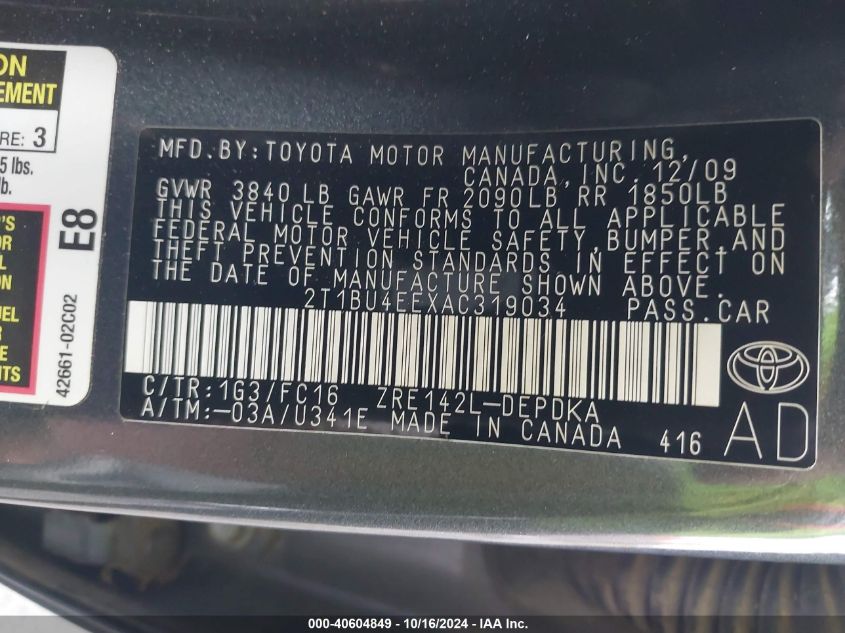 ON
EMENT
RE: 3
5 lbs.
lb.
E8
42661-02C02
'S
OR
L
ON
UEL
R
E
TS
MFD.BY:TOYOTA MOTOR MANUFACTURING,
CANADA,INC.12/09
GVWR 3840 LB GAWR FR 2090LB RR 1850LB
THIS VEHICLE CONFORMS TO ALL APPLICABLE
FEDERAL MOTOR VEHICLE SAFETY,BUMPER,AND
THEFT PREVENTION STANDARDS IN EFFECT ON
THE DATE OF MANUFACTURE SHOWN ABOVE.
2T1BU4EEXAC319034 PASS.CAR
C/TR:1G3/FC16 ZRE142L-DEPDKA
A/TM:-03A/U341E MADE IN CANADA 416 AD
000-40604849 - 10/16/2024 - IAA Inc.